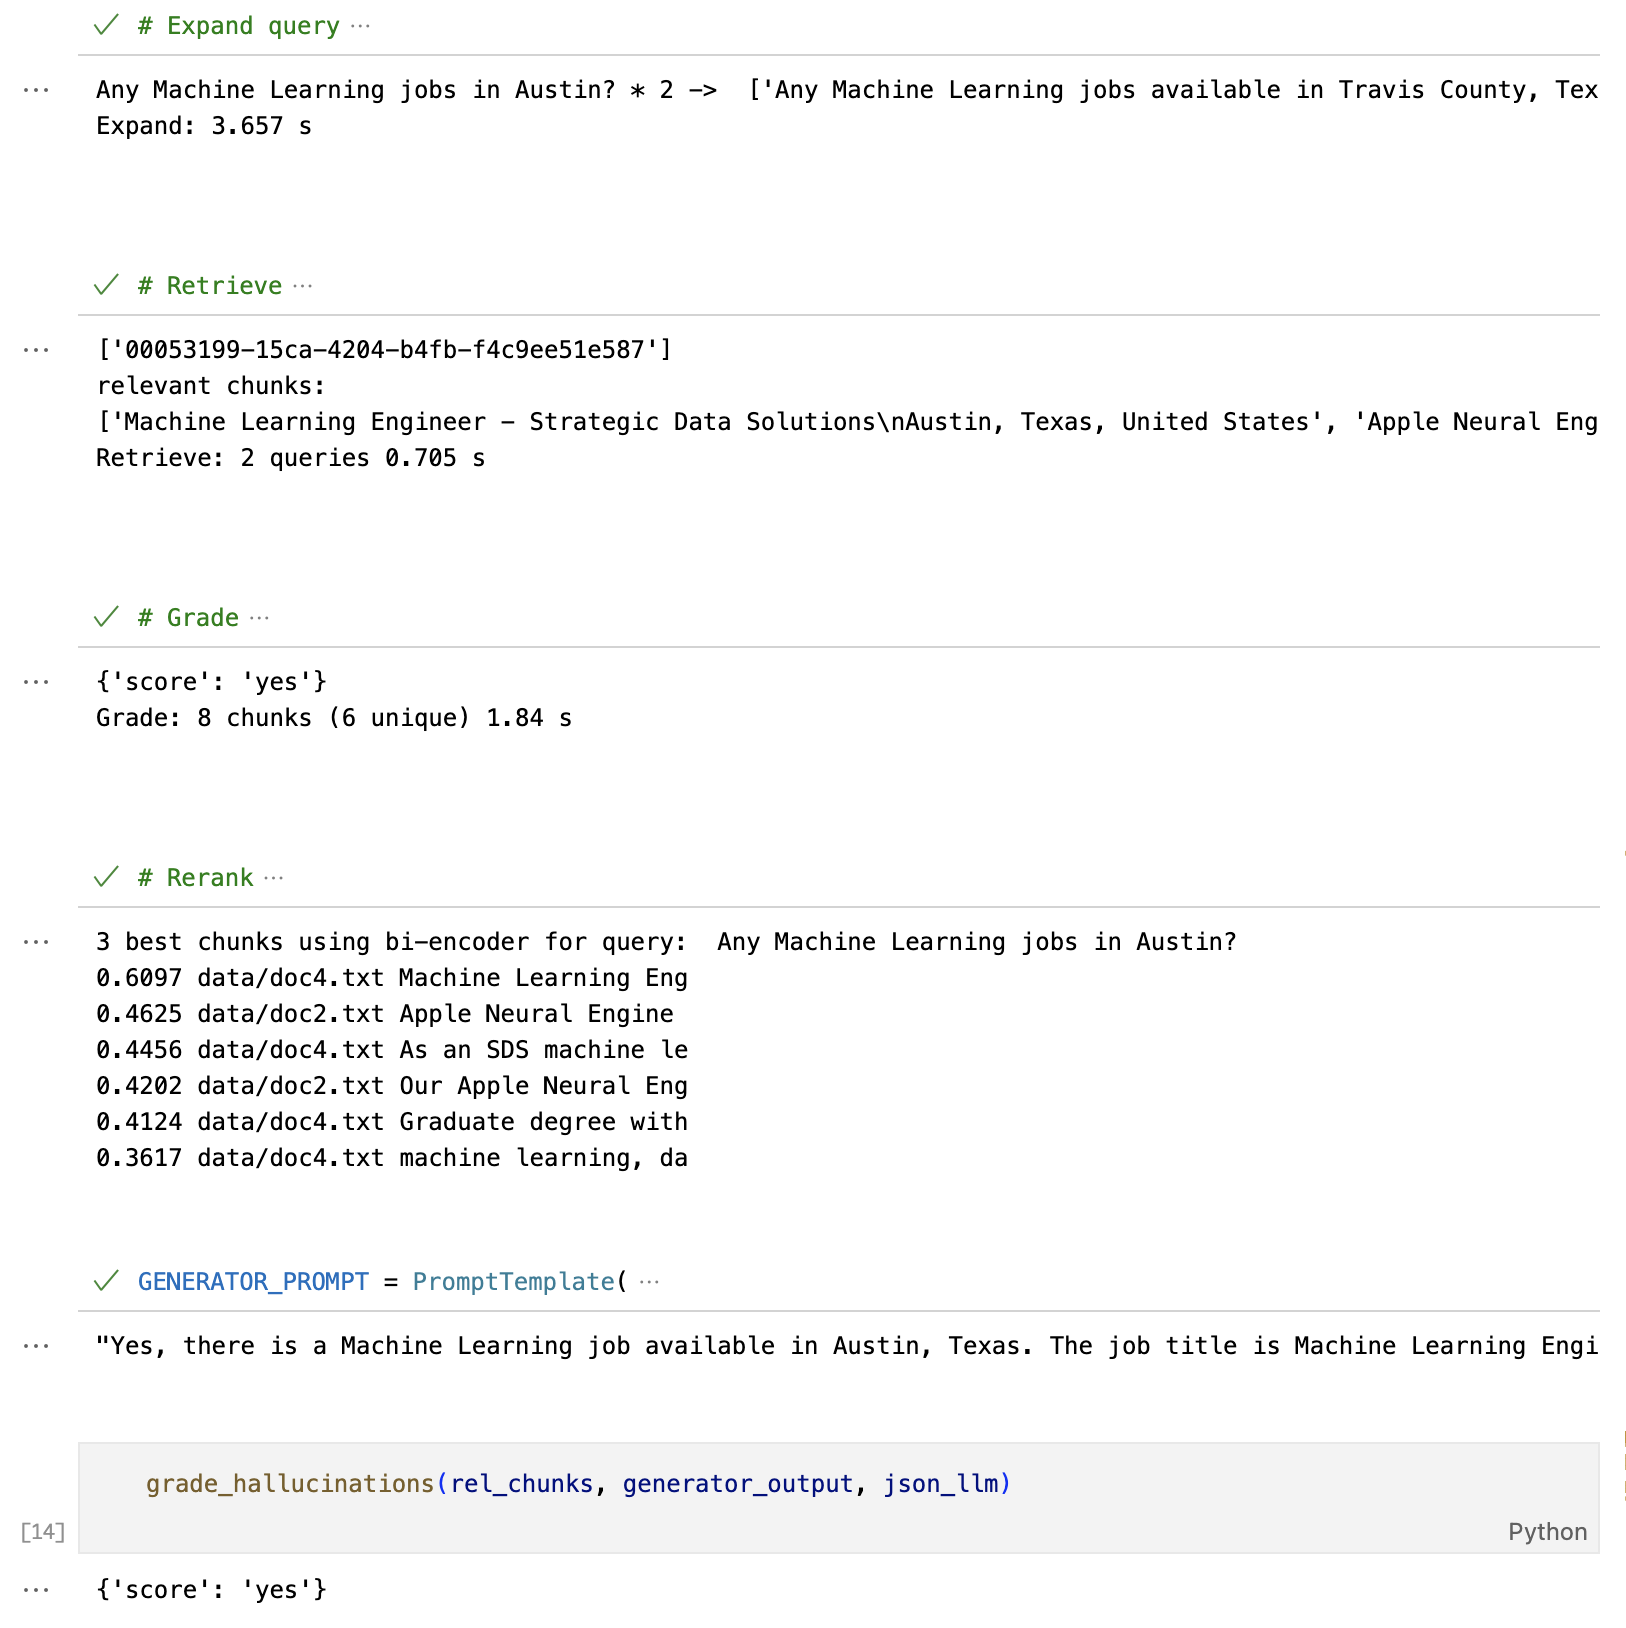 # Expand query ...
... Any Machine Learning jobs in Austin? * 2 -> ['Any Machine Learning jobs available in Travis County, Tex
Expand: 3.657 s
# Retrieve ...
... ['00053199-15ca-4204-b4fb-f4c9ee51e587']
relevant chunks:
['Machine Learning Engineer - Strategic Data Solutions\nAustin, Texas, United States', 'Apple Neural Eng
Retrieve: 2 queries 0.705 s
# Grade ...
... {'score': 'yes'}
Grade: 8 chunks (6 unique) 1.84 s
# Rerank ...
... 3 best chunks using bi-encoder for query:  Any Machine Learning jobs in Austin?
0.6097 data/doc4.txt Machine Learning Eng
0.4625 data/doc2.txt Apple Neural Engine
0.4456 data/doc4.txt As an SDS machine le
0.4202 data/doc2.txt Our Apple Neural Eng
0.4124 data/doc4.txt Graduate degree with
0.3617 data/doc4.txt machine learning, da
GENERATOR_PROMPT = PromptTemplate( ...
... "Yes, there is a Machine Learning job available in Austin, Texas. The job title is Machine Learning Engi
grade_hallucinations(rel_chunks, generator_output, json_llm)
[14] Python
... {'score': 'yes'}